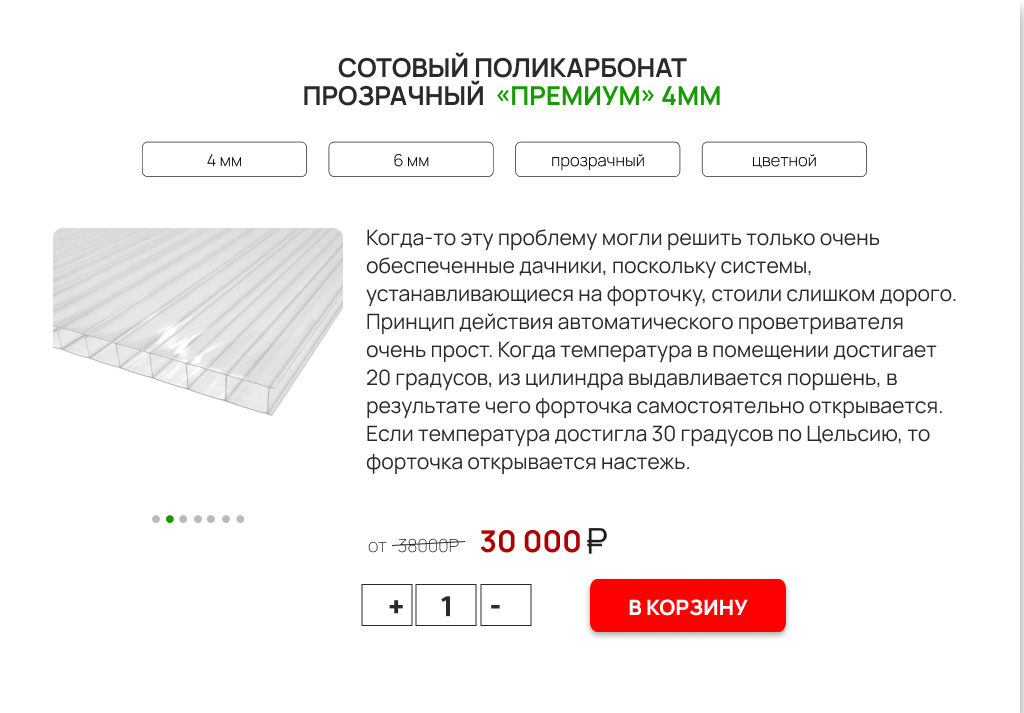 СОТОВЫЙ ПОЛИКАРБОНАТ
ПРОЗРАЧНЫЙ «ПРЕМИУМ» 4ММ
4 мм
6 мм
прозрачный
цветной
Когда-то эту проблему могли решить только очень
обеспеченные дачники, поскольку системы,
устанавливающиеся на форточку, стоили слишком дорого.
Принцип действия автоматического проветривателя
очень прост. Когда температура в помещении достигает
20 градусов, из цилиндра выдавливается поршень, в
результате чего форточка самостоятельно открывается.
Если температура достигла 30 градусов по Цельсию, то
форточка открывается настежь.
от 38000₽ 30 000 ₽
+ 1 -
В КОРЗИНУ